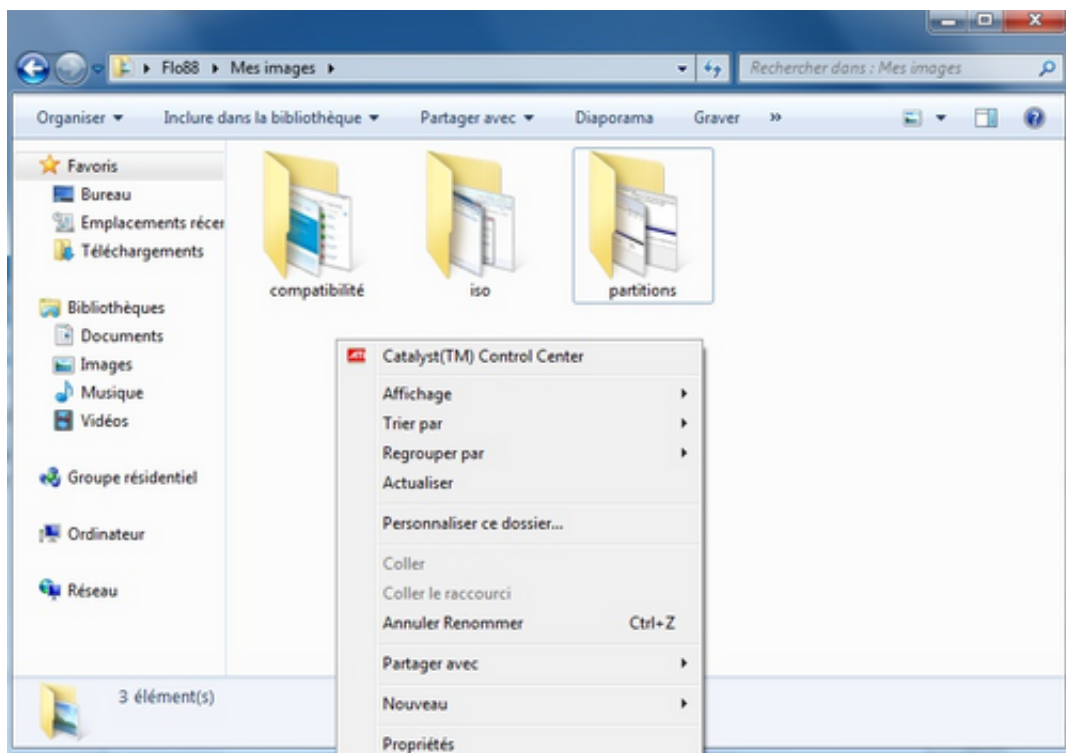 Flo88 ▸ Mes images ▸
Rechercher dans : Mes images
Organiser Inclure dans la bibliothèque Partager avec Diaporama Graver »
Favoris
Bureau
Emplacements récer
Téléchargements
Bibliothèques
Documents
Images
Musique
Vidéos
Groupe résidentiel
Ordinateur
Réseau
compatibilité iso partitions
ATI Catalyst(TM) Control Center
Affichage
Trier par
Regrouper par
Actualiser
Personnaliser ce dossier...
Coller
Coller le raccourci
Annuler Renommer Ctrl+Z
Partager avec
Nouveau
Propriétés
3 élément(s)